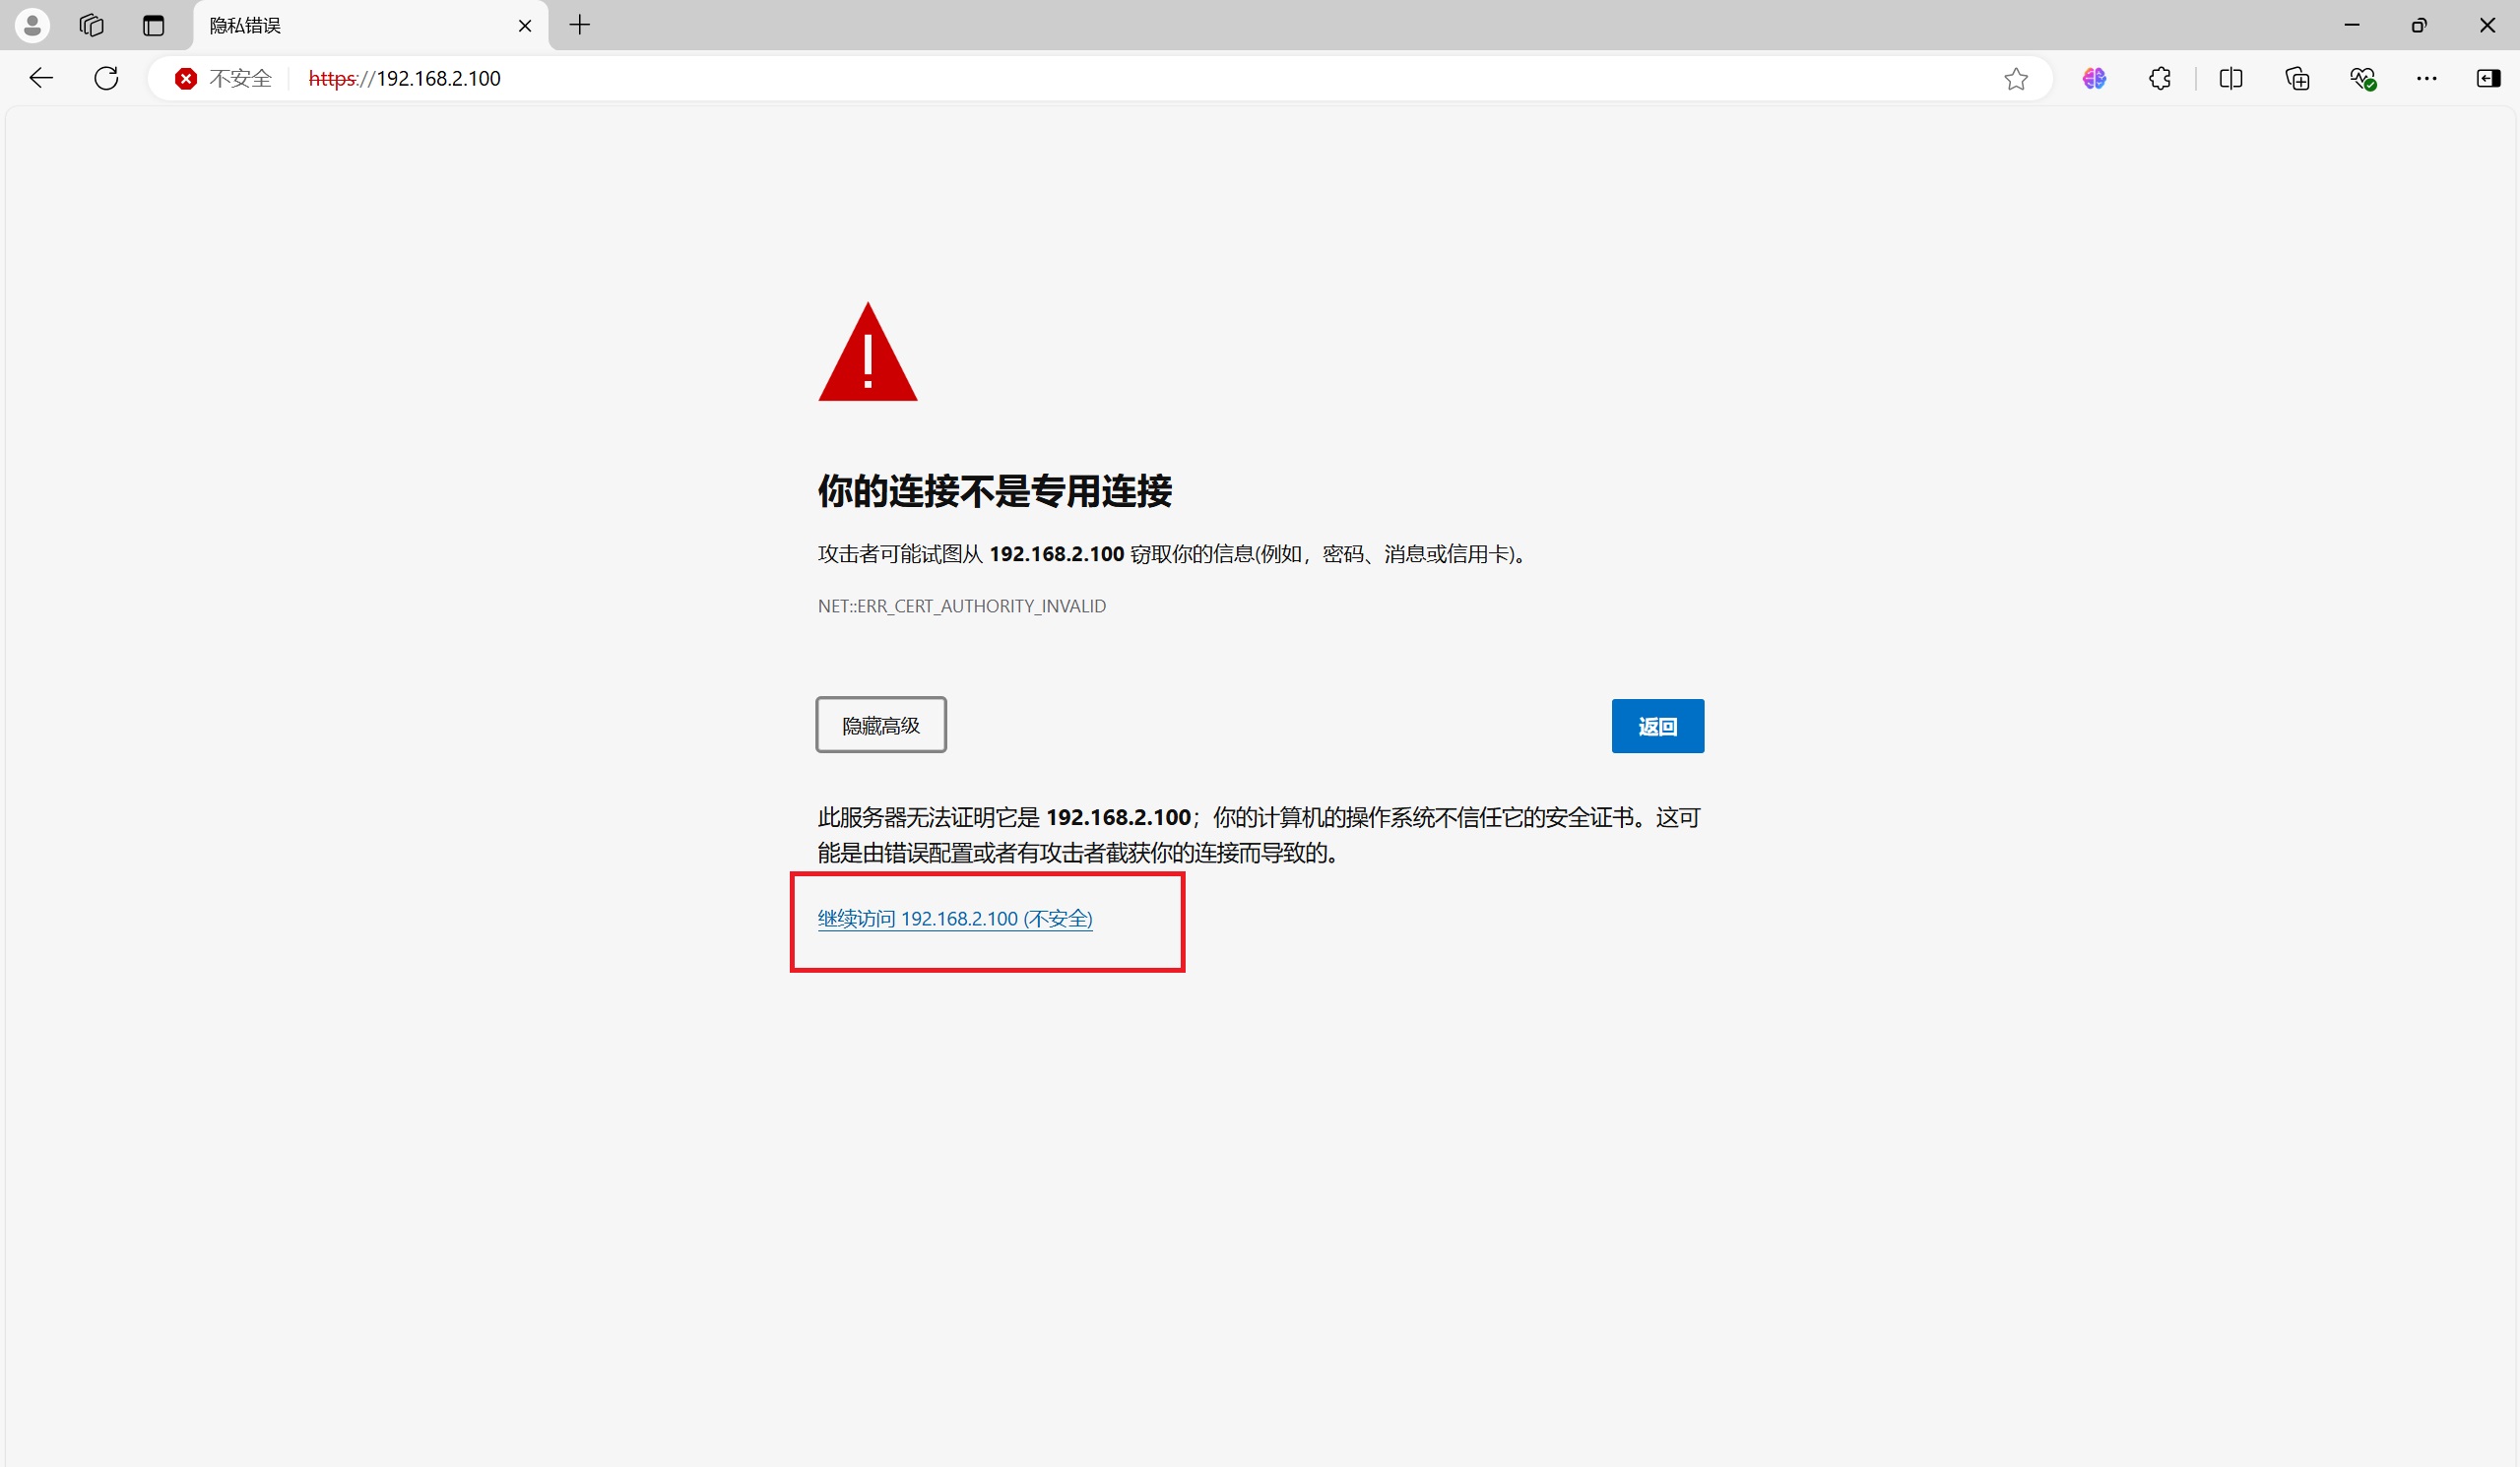 隐私错误
不安全
https://192.168.2.100
你的连接不是专用连接
攻击者可能试图从 192.168.2.100 窃取你的信息(例如，密码、消息或信用卡)。
NET::ERR_CERT_AUTHORITY_INVALID
隐藏高级
返回
此服务器无法证明它是 192.168.2.100；你的计算机的操作系统不信任它的安全证书。这可
能是由错误配置或者有攻击者截获你的连接而导致的。
继续访问 192.168.2.100 (不安全)